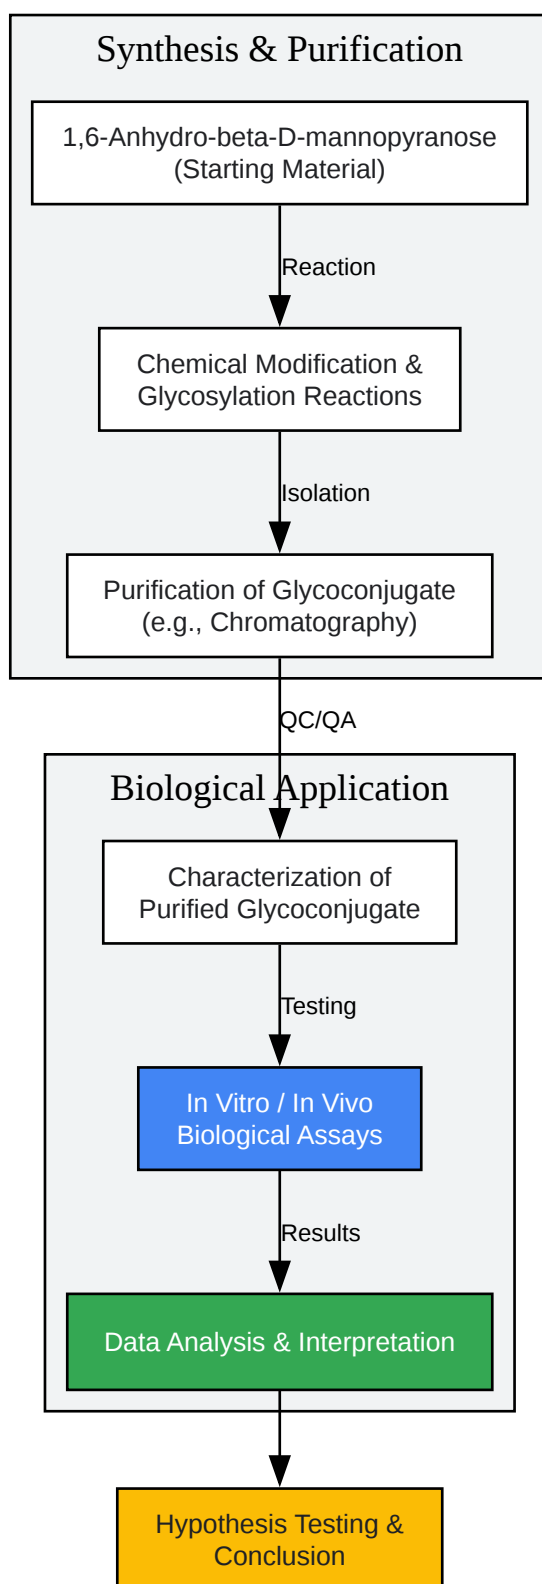 Synthesis & Purification
1,6-Anhydro-beta-D-mannopyranose
(Starting Material)
Reaction
Chemical Modification &
Glycosylation Reactions
Isolation
Purification of Glycoconjugate
(e.g., Chromatography)
QC/QA
Biological Application
Characterization of
Purified Glycoconjugate
Testing
In Vitro / In Vivo
Biological Assays
Results
Data Analysis & Interpretation
Hypothesis Testing &
Conclusion